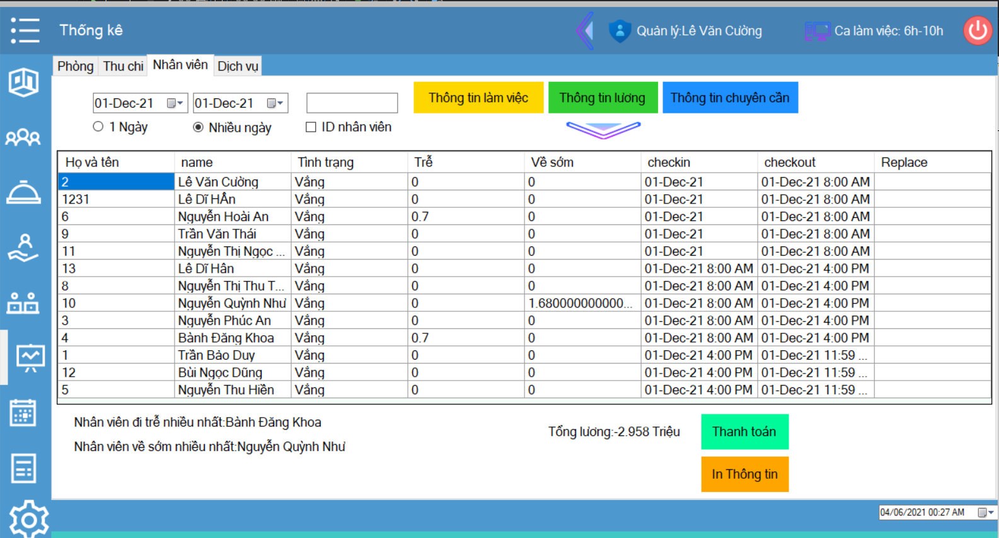 Thống kê
Quản lý:Lê Văn Cường
Ca làm việc: 6h-10h
Phòng Thu chi Nhân viên Dịch vụ
01-Dec-21 01-Dec-21
Thông tin làm việc Thông tin lương Thông tin chuyên cần
1 Ngày Nhiều ngày ID nhân viên
Họ và tên name Tình trạng Trễ Về sớm checkin checkout Replace
2 Lê Văn Cường Vắng 0 0 01-Dec-21 01-Dec-21 8:00 AM
1231 Lê Dĩ HÂn Vắng 0 0 01-Dec-21 01-Dec-21 8:00 AM
6 Nguyễn Hoài An Vắng 0.7 0 01-Dec-21 01-Dec-21 8:00 AM
9 Trần Văn Thái Vắng 0 0 01-Dec-21 01-Dec-21 8:00 AM
11 Nguyễn Thị Ngọc ... Vắng 0 0 01-Dec-21 01-Dec-21 8:00 AM
13 Lê Dĩ Hân Vắng 0 0 01-Dec-21 8:00 AM 01-Dec-21 4:00 PM
8 Nguyễn Thị Thu T... Vắng 0 0 01-Dec-21 8:00 AM 01-Dec-21 4:00 PM
10 Nguyễn Quỳnh Như Vắng 0 1.680000000000... 01-Dec-21 8:00 AM 01-Dec-21 4:00 PM
3 Nguyễn Phúc An Vắng 0 0 01-Dec-21 8:00 AM 01-Dec-21 4:00 PM
4 Bành Đăng Khoa Vắng 0.7 0 01-Dec-21 8:00 AM 01-Dec-21 4:00 PM
1 Trần Bảo Duy Vắng 0 0 01-Dec-21 4:00 PM 01-Dec-21 11:59 ...
12 Bùi Ngọc Dũng Vắng 0 0 01-Dec-21 4:00 PM 01-Dec-21 11:59 ...
5 Nguyễn Thu Hiền Vắng 0 0 01-Dec-21 4:00 PM 01-Dec-21 11:59 ...
Nhân viên đi trễ nhiều nhất:Bành Đăng Khoa
Tổng lương:-2.958 Triệu
Thanh toán
Nhân viên về sớm nhiều nhất:Nguyễn Quỳnh Như
In Thông tin
04/06/2021 00:27 AM